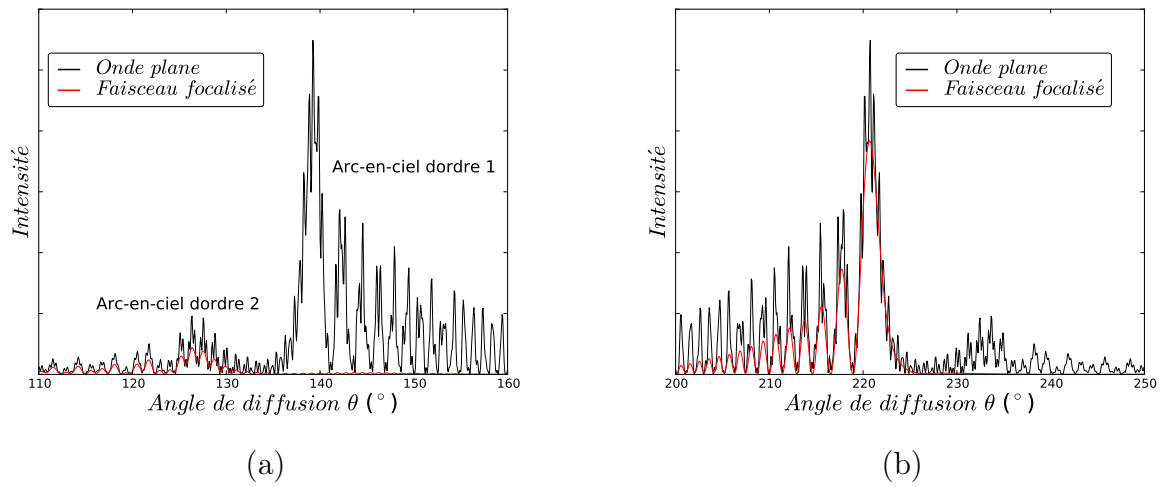 Onde plane
Faisceau focalisé
Arc-en-ciel dordre 1
Arc-en-ciel dordre 2
Intensité
110 120 130 140 150 160
Angle de diffusion θ (°)
(a)
Onde plane
Faisceau focalisé
Intensité
200 210 220 230 240 250
Angle de diffusion θ (°)
(b)